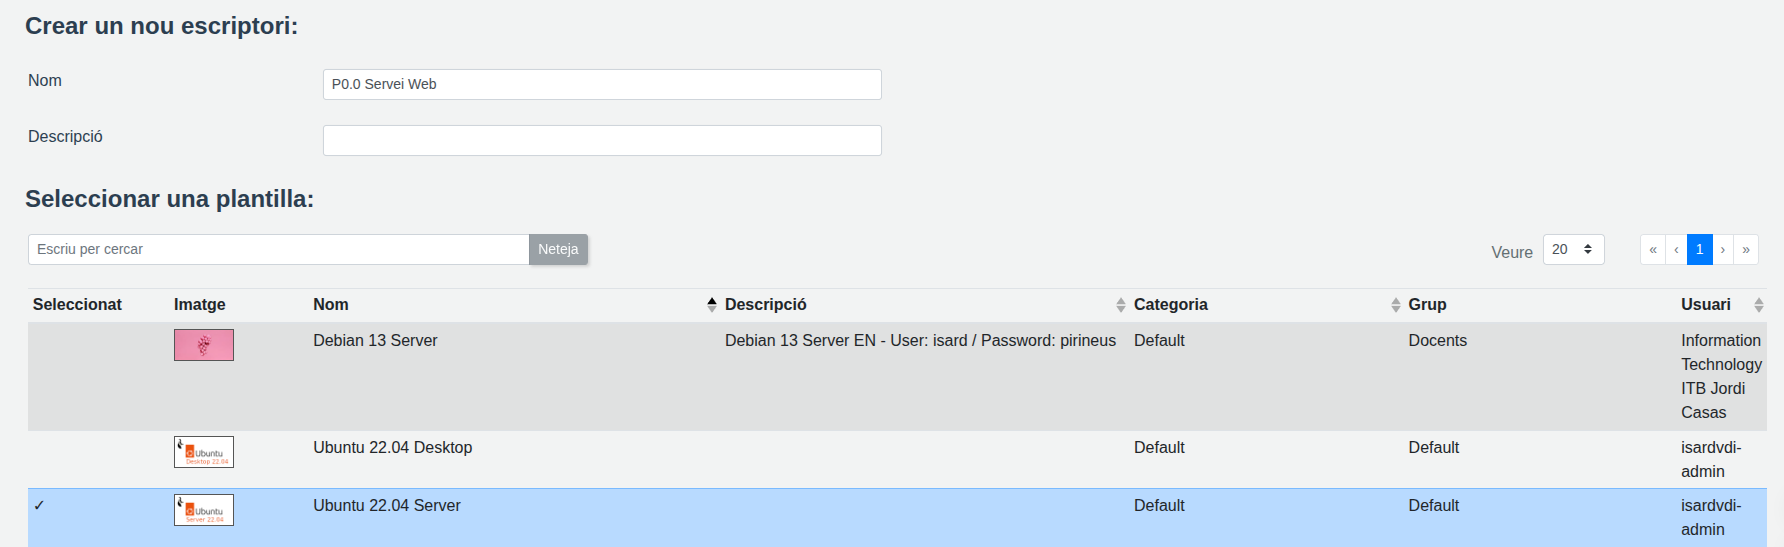 Crear un nou escriptori:
Nom
P0.0 Servei Web
Descripció
Seleccionar una plantilla:
Escriu per cercar Neteja Veure 20 « ‹ 1 › »
Seleccionat Imatge Nom Descripció Categoria Grup Usuari
Debian 13 Server Debian 13 Server EN - User: isard / Password: pirineus Default Docents Information
Technology
ITB Jordi
Casas
Ubuntu
Desktop 22.04
Ubuntu 22.04 Desktop Default Default isardvdi-
admin
✓
Ubuntu
Server 22.04
Ubuntu 22.04 Server Default Default isardvdi-
admin